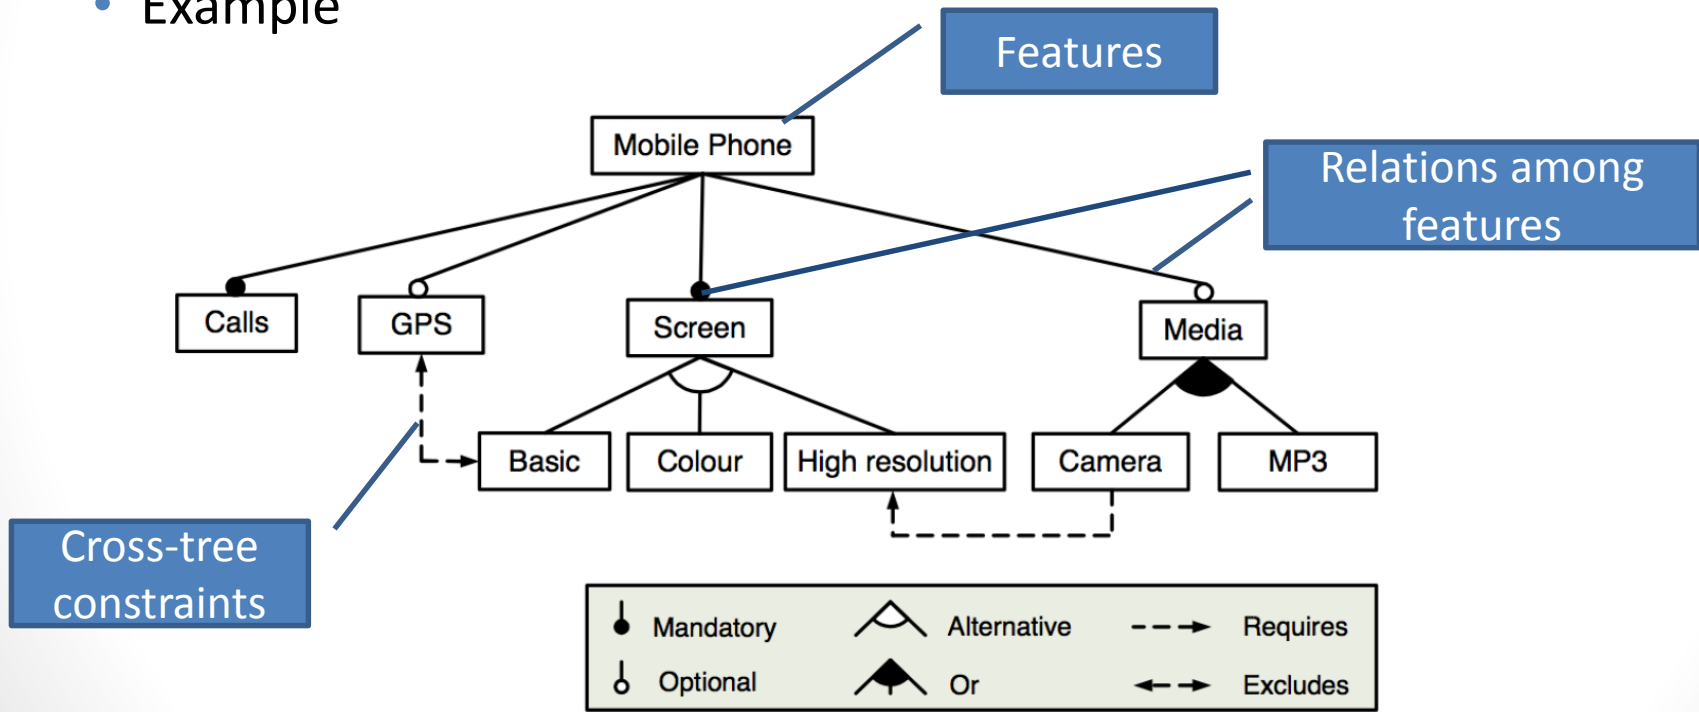 • Example
Features
Mobile Phone
Relations among
features
Calls
GPS
Screen
Media
Basic
Colour
High resolution
Camera
MP3
Cross-tree
constraints
Mandatory
Alternative
Requires
Optional
Or
Excludes